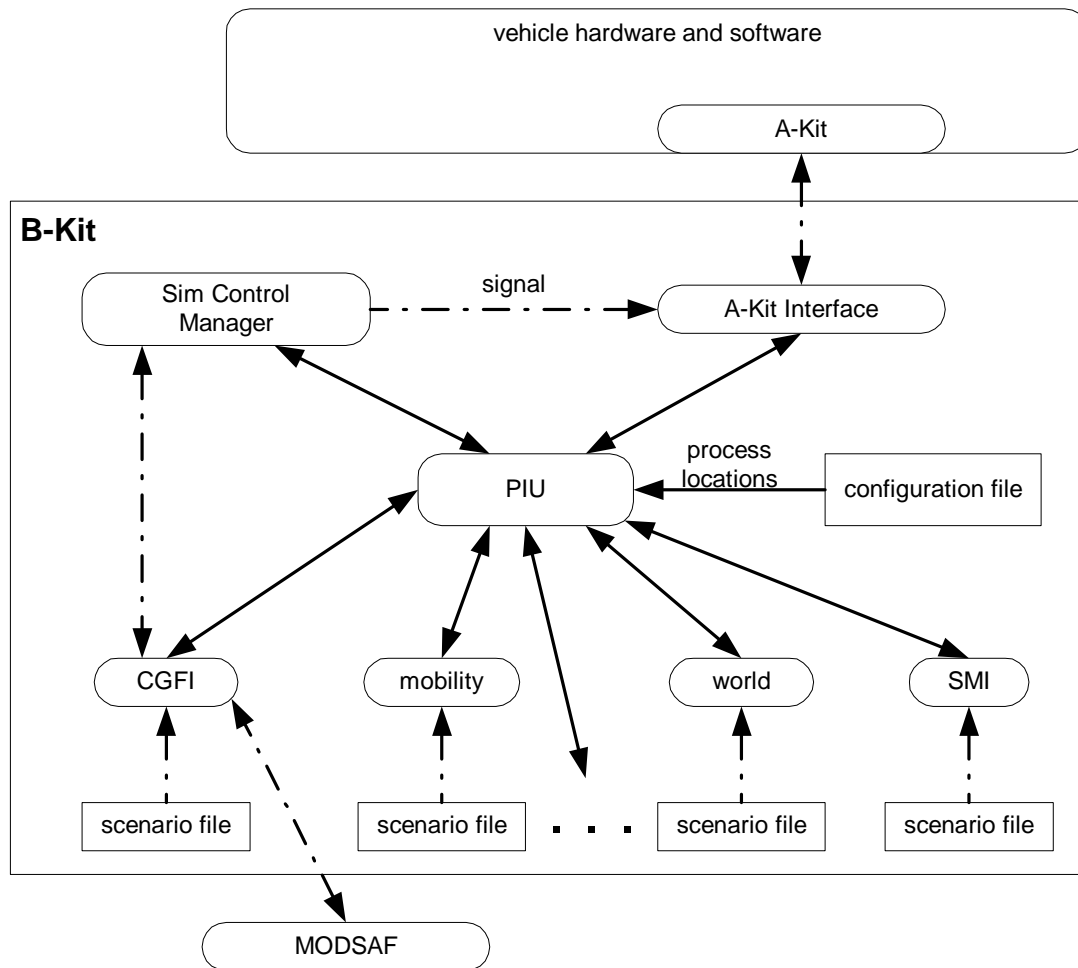 vehicle hardware and software
A-Kit
B-Kit
signal
Sim Control
Manager
A-Kit Interface
process
locations
PIU
configuration file
CGFI
mobility
world
SMI
scenario file
scenario file
. . .
scenario file
scenario file
MODSAF